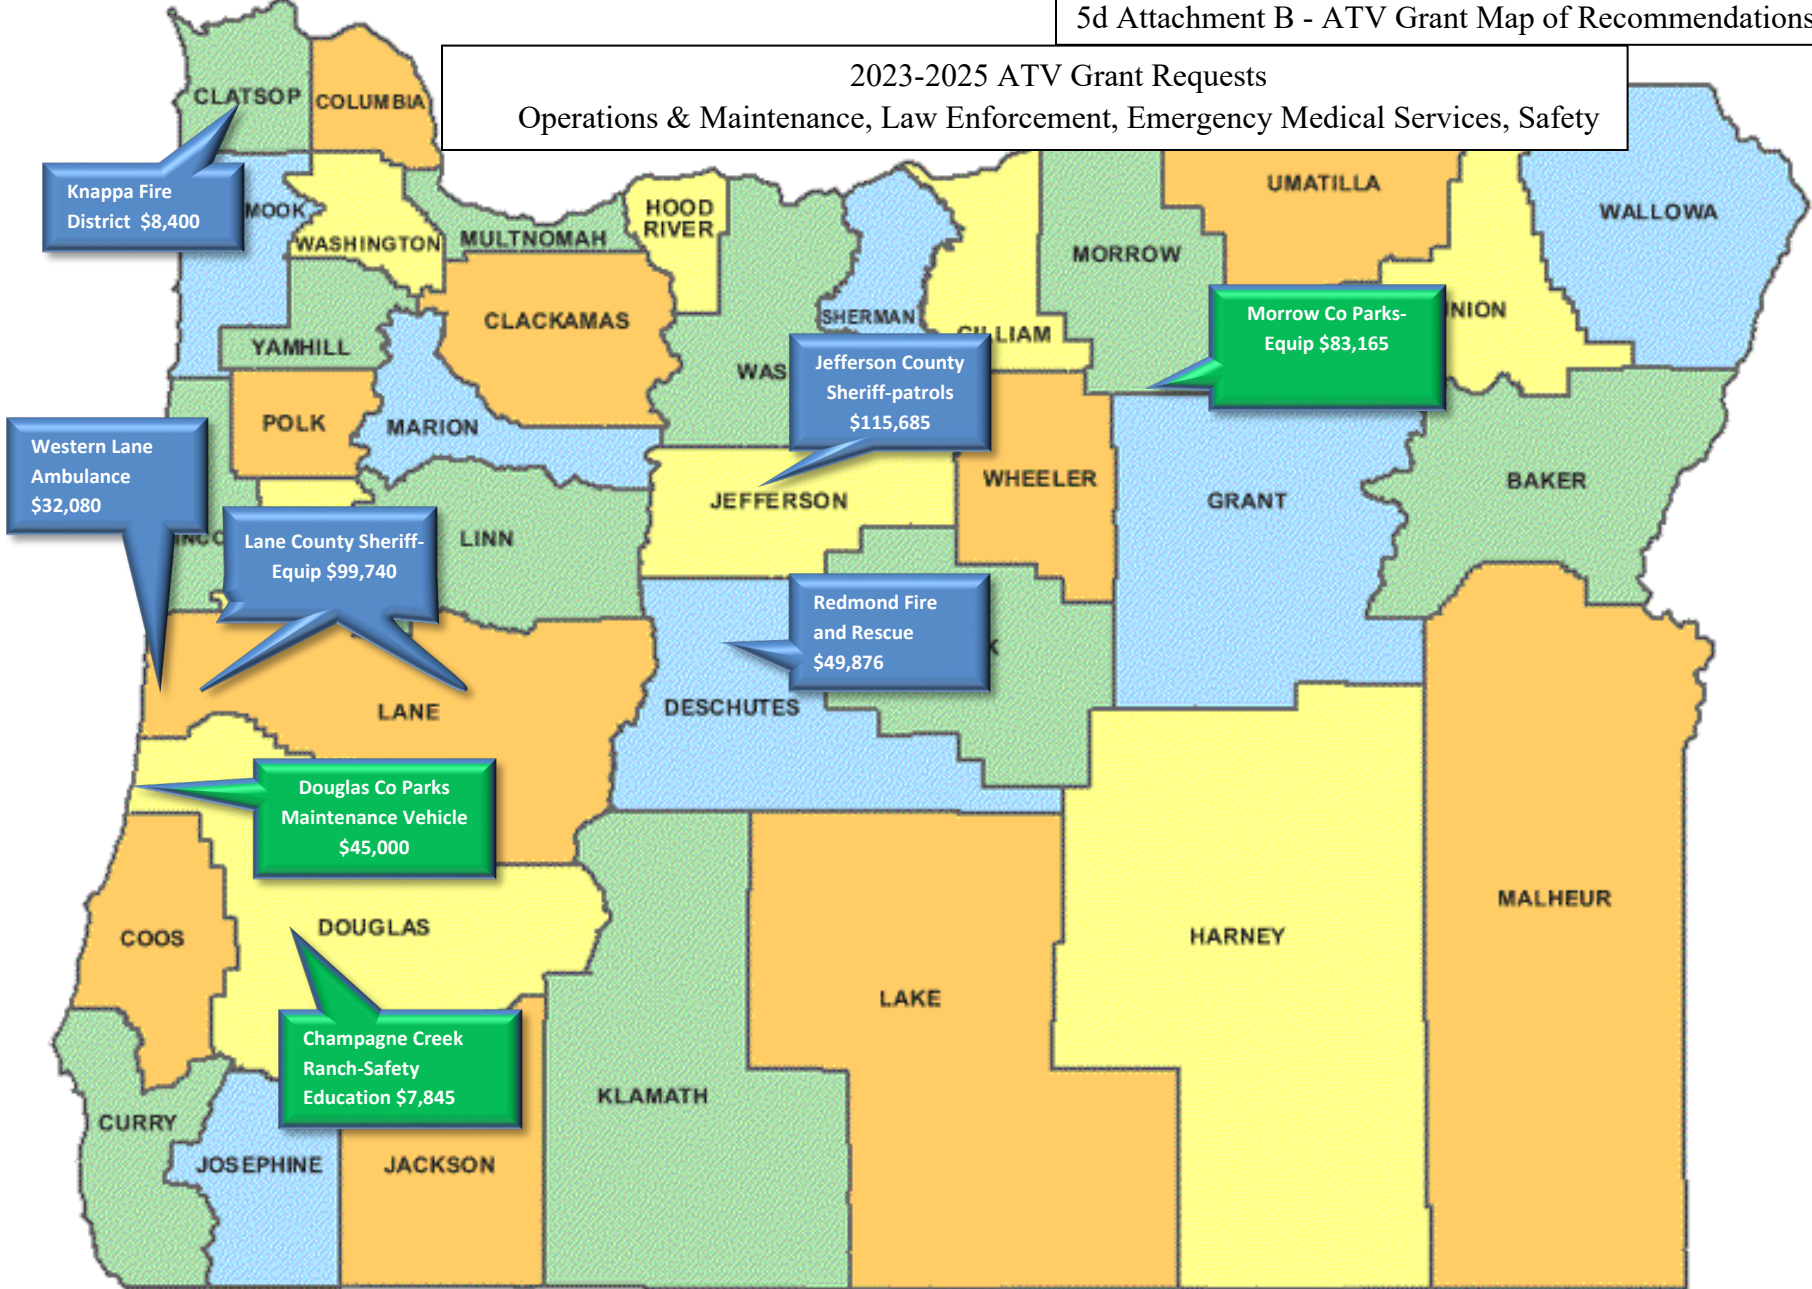 5d Attachment B - ATV Grant Map of Recommendations
2023-2025 ATV Grant Requests
Operations & Maintenance, Law Enforcement, Emergency Medical Services, Safety
CLATSOP
COLUMBIA
Knappa Fire
District $8,400
MOOK
WASHINGTON
MULTNOMAH
HOOD
RIVER
UMATILLA
WALLOWA
MORROW
SHERMAN
GILLIAM
NION
CLACKAMAS
YAMHILL
WAS
Morrow Co Parks-
Equip $83,165
Jefferson County
Sheriff-patrols
$115,685
POLK
MARION
Western Lane
Ambulance
$32,080
JEFFERSON
WHEELER
GRANT
BAKER
INCO
Lane County Sheriff-
Equip $99,740
LINN
Redmond Fire
and Rescue
$49,876
K
LANE
DESCHUTES
Douglas Co Parks
Maintenance Vehicle
$45,000
COOS
DOUGLAS
HARNEY
MALHEUR
LAKE
Champagne Creek
Ranch-Safety
Education $7,845
KLAMATH
CURRY
JOSEPHINE
JACKSON